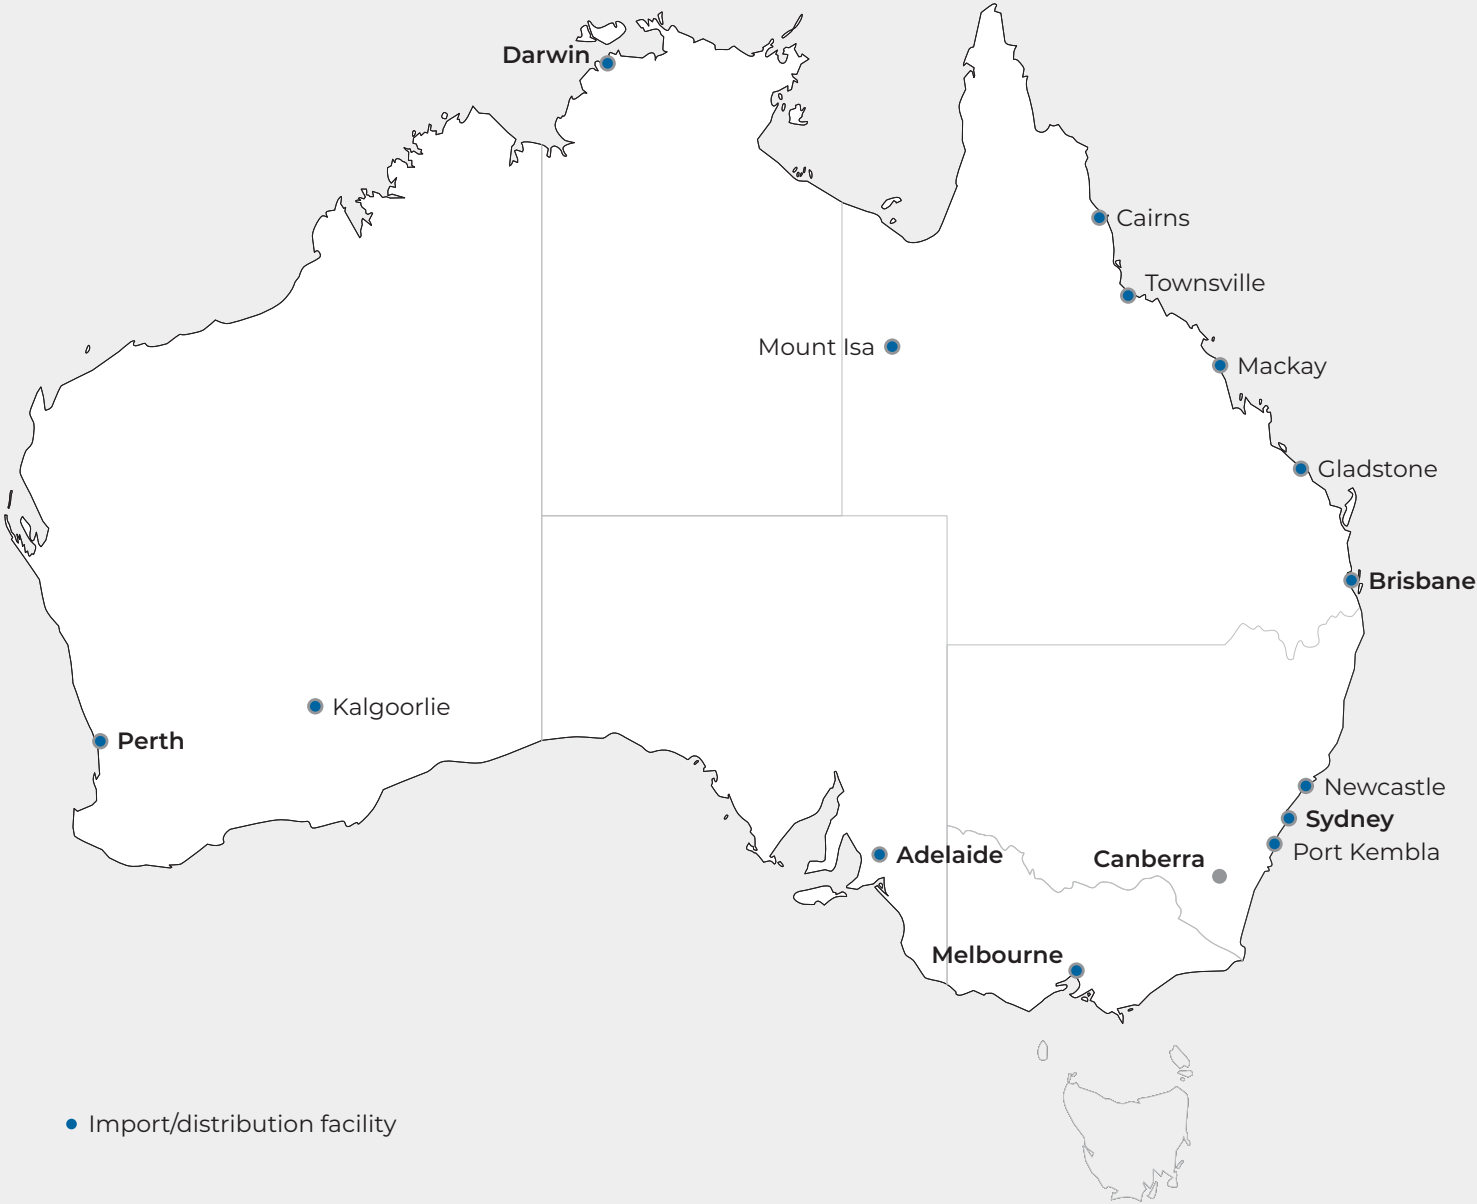 Darwin
Cairns
Townsville
Mount Isa
Mackay
Gladstone
Brisbane
Kalgoorlie
Perth
Newcastle
Sydney
Port Kembla
Adelaide
Canberra
Melbourne
Import/distribution facility